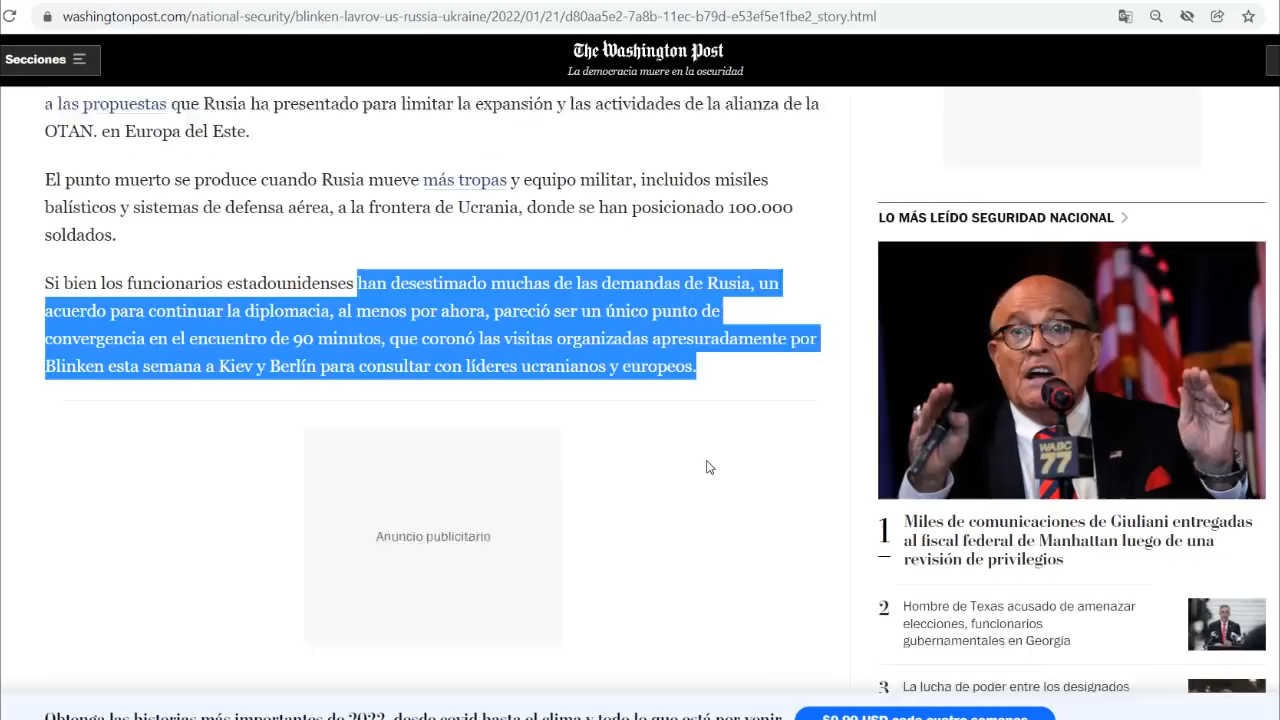 washingtonpost.com/national-security/blinken-lavrov-us-russia-ukraine/2022/01/21/d80aa5e2-7a8b-11ec-b79d-e53ef5e1fbe2_story.html
Secciones
The Washington Post
La democracia muere en la oscuridad
a las propuestas que Rusia ha presentado para limitar la expansión y las actividades de la alianza de la
OTAN. en Europa del Este.
El punto muerto se produce cuando Rusia mueve más tropas y equipo militar, incluidos misiles
balísticos y sistemas de defensa aérea, a la frontera de Ucrania, donde se han posicionado 100.000
soldados.
Si bien los funcionarios estadounidenses han desestimado muchas de las demandas de Rusia, un
acuerdo para continuar la diplomacia, al menos por ahora, pareció ser un único punto de
convergencia en el encuentro de 90 minutos, que coronó las visitas organizadas apresuradamente por
Blinken esta semana a Kiev y Berlín para consultar con líderes ucranianos y europeos.
Anuncio publicitario
LO MÁS LEÍDO SEGURIDAD NACIONAL
WABC
77
1
Miles de comunicaciones de Giuliani entregadas
al fiscal federal de Manhattan luego de una
revisión de privilegios
2
Hombre de Texas acusado de amenazar
elecciones, funcionarios
gubernamentales en Georgia
3
La lucha de poder entre los designados
Obtenga las historias más importantes de 2022, desde covid hasta el clima y todo lo que está por venir
$9.99 USD cada cuatro semanas